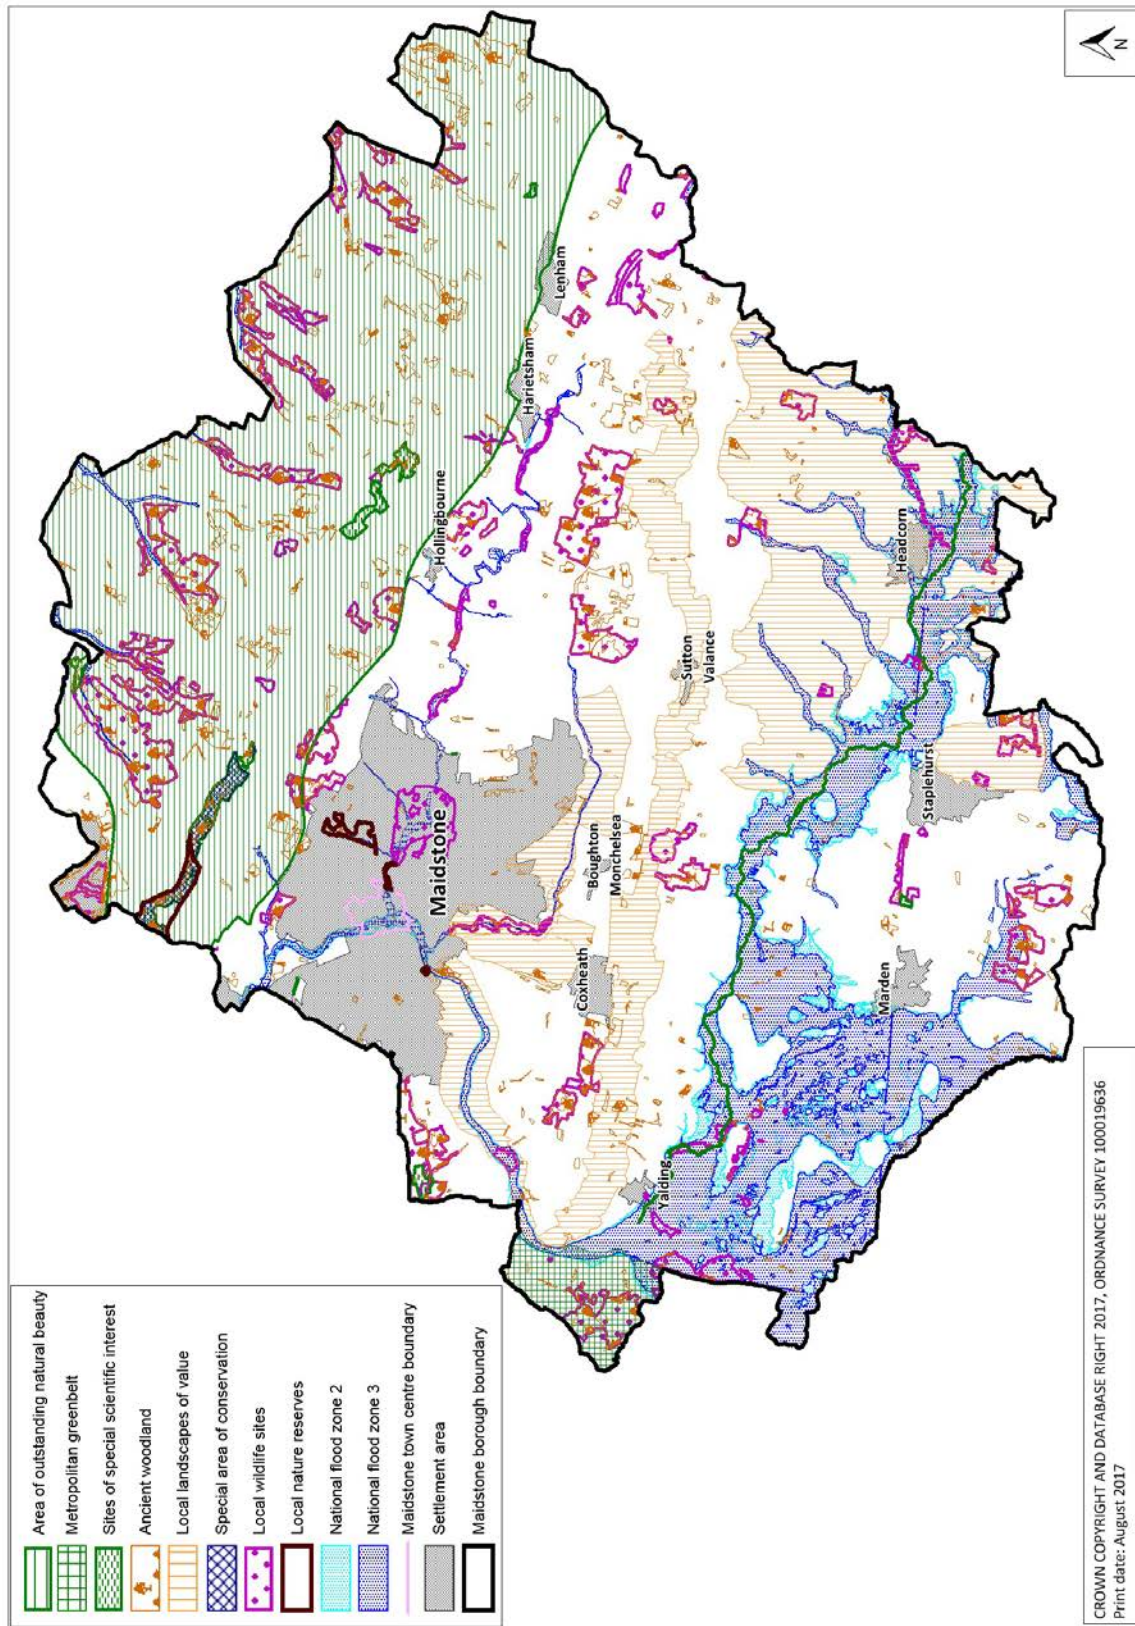 Area of outstanding natural beauty
Metropolitan greenbelt
Sites of special scientific interest
Ancient woodland
Local landscapes of value
Special area of conservation
Local wildlife sites
Local nature reserves
National flood zone 2
National flood zone 3
Maidstone town centre boundary
Settlement area
Maidstone borough boundary
N
Maidstone
Hollingbourne
Harietsham
Lenham
Coxheath
Boughton
Monchelsea
Sutton
Valance
Yalding
Marden
Staplehurst
Headcorn
CROWN COPYRIGHT AND DATABASE RIGHT 2017, ORDNANCE SURVEY 100019636
Print date: August 2017